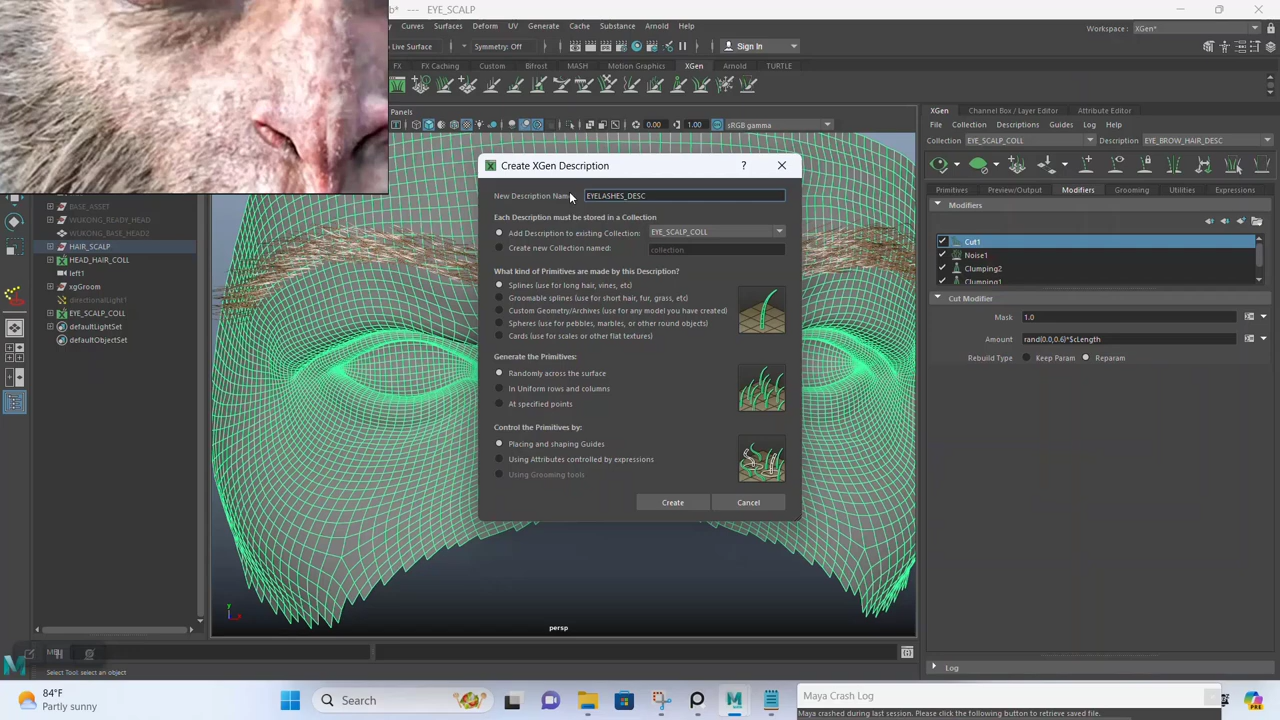 EYE_SCALP
Curves
Surfaces
Deform
UV
Generate
Arnold
Help
Workspace :
XGen*
Live Surface
Symmetry: Off
Sign In
FX
FX Caching
Custom
Bifrost
MASH
Motion Graphics
XGen
Arnold
TURTLE
Panels
0.00
1.00
sRGB gamma
XGen
Channel Box / Layer Editor
Attribute Editor
File
Collection
Descriptions
Guides
Log
Help
Collection
EYE_SCALP_COLL
Description
EYE_BROW_HAIR_DESC
Primitives
Preview/Output
Modifiers
Grooming
Utilities
Expressions
Modifiers
Cut1
Noise1
Clumping2
Clumping1
Cut Modifier
Mask
1.0
Amount
rand(0.0,0.6)*$cLength
Rebuild Type
Keep Param
Reparam
Log
BASE_ASSET
WUKONG_READY_HEAD
WUKONG_BASE_HEAD2
HAIR_SCALP
HEAD_HAIR_COLL
left1
xgGroom
directionalLight1
EYE_SCALP_COLL
defaultLightSet
defaultObjectSet
Create XGen Description
?
New Description Name
EYELASHES_DESC
Each Description must be stored in a Collection
Add Description to existing Collection:
EYE_SCALP_COLL
Create new Collection named:
collection
What kind of Primitives are made by this Description?
Splines (use for long hair, vines, etc)
Groomable splines (use for short hair, fur, grass, etc)
Custom Geometry/Archives (use for any model you have created)
Spheres (use for pebbles, marbles, or other round objects)
Cards (use for scales or other flat textures)
Generate the Primitives:
Randomly across the surface
In Uniform rows and columns
At specified points
Control the Primitives by:
Placing and shaping Guides
Using Attributes controlled by expressions
Using Grooming tools
Create
Cancel
persp
Select Tool: select an object
84°F
Partly sunny
Search
Maya Crash Log
Maya crashed during last session. Please click the following button to retrieve saved file.